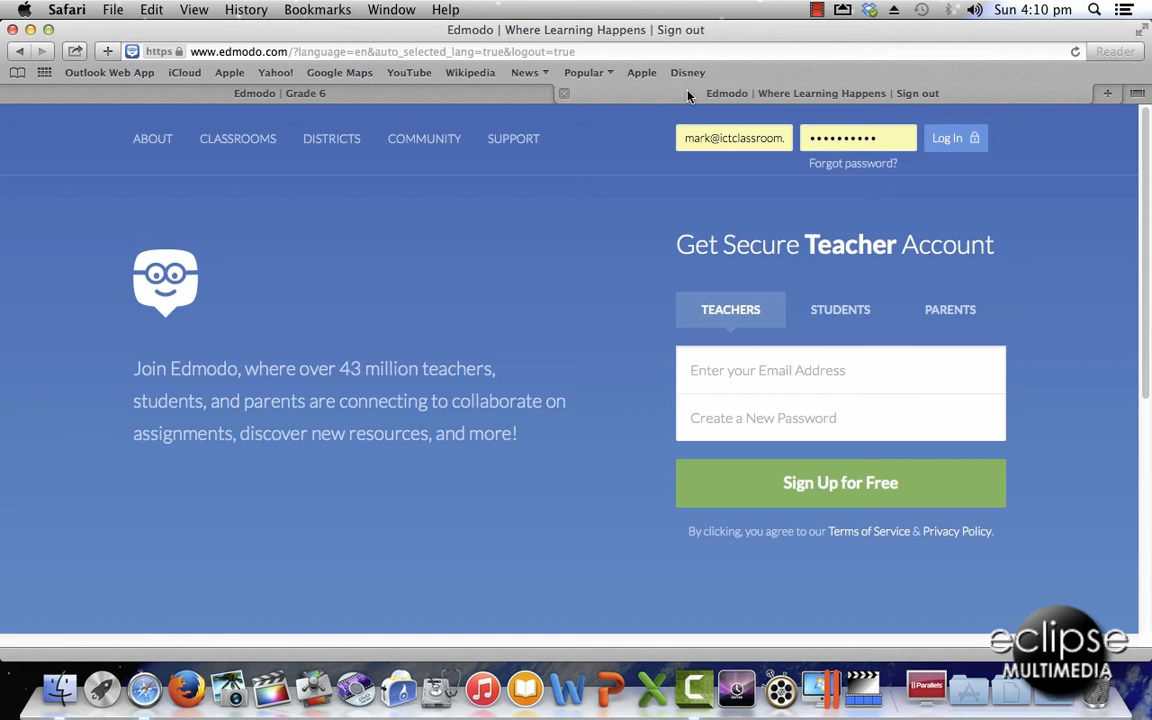 Safari File Edit View History Bookmarks Window Help Sun 4:10 pm
Edmodo | Where Learning Happens | Sign out
https www.edmodo.com/?language=en&auto_selected_lang=true&logout=true Reader
Outlook Web App iCloud Apple Yahoo! Google Maps YouTube Wikipedia News Popular Apple Disney
Edmodo | Grade 6 Edmodo | Where Learning Happens | Sign out
ABOUT CLASSROOMS DISTRICTS COMMUNITY SUPPORT mark@ictclassroom. •••••••••• Log In
Forgot password?
Get Secure Teacher Account
TEACHERS STUDENTS PARENTS
Join Edmodo, where over 43 million teachers,
students, and parents are connecting to collaborate on
assignments, discover new resources, and more!
Enter your Email Address
Create a New Password
Sign Up for Free
By clicking, you agree to our Terms of Service & Privacy Policy.
eclipse
MULTIMEDIA
Parallels